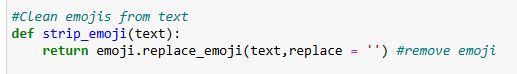 #Clean emojis from text
def strip_emoji(text):
    return emoji.replace_emoji(text,replace = '') #remove emoji